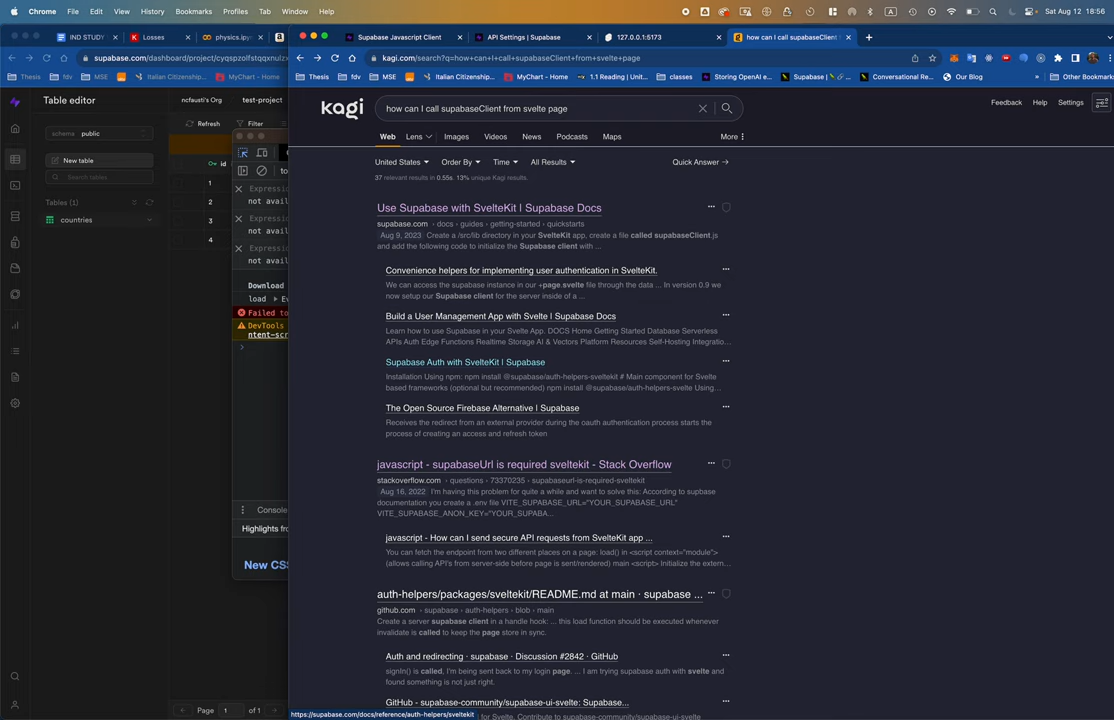 Chrome File Edit View History Bookmarks Profiles Tab Window Help
A
Sat Aug 12 18:56
IND STUDY
Losses
physics.ipynb
Supabase Javascript Client
API Settings | Supabase
127.0.0.1:5173
how can I call supabaseClient f
supabase.com/dashboard/project/cyqspzolfstqqxnulzx
kagi.com/search?q=how+can+I+call+supabaseClient+from+svelte+page
Thesis fdv MSE Italian Citizenship... MyChart - Home
Thesis fdv MSE Italian Citizenship... MyChart - Home 1.1 Reading | Unit... classes Storing OpenAI e... Supabase Conversational Re... Our Blog » Other Bookmarks
Table editor
ncfausti's Org
test-project
schema public
Refresh
Filter
New table
id
Search tables
Tables (1)
countries
1
2
3
4
Expressio
not avail
Expressio
not avail
Expressio
not avail
Download
load ▸ Ev
Failed to
DevTools
ntent-scr
Console
Highlights fro
New CSS
Page 1 of 1
kagi
how can I call supabaseClient from svelte page
Feedback Help Settings
Web Lens Images Videos News Podcasts Maps More
United States Order By Time All Results Quick Answer →
37 relevant results in 0.55s. 13% unique Kagi results.
Use Supabase with SvelteKit | Supabase Docs
supabase.com › docs › guides › getting-started › quickstarts
Aug 9, 2023 Create a /src/lib directory in your SvelteKit app, create a file called supabaseClient.js
and add the following code to initialize the Supabase client with ...
Convenience helpers for implementing user authentication in SvelteKit.
We can access the supabase instance in our +page.svelte file through the data ... In version 0.9 we
now setup our Supabase client for the server inside of a ...
Build a User Management App with Svelte | Supabase Docs
Learn how to use Supabase in your Svelte App. DOCS Home Getting Started Database Serverless
APIs Auth Edge Functions Realtime Storage AI & Vectors Platform Resources Self-Hosting Integratio...
Supabase Auth with SvelteKit | Supabase
Installation Using npm: npm install @supabase/auth-helpers-sveltekit # Main component for Svelte
based frameworks (optional but recommended) npm install @supabase/auth-helpers-svelte Using...
The Open Source Firebase Alternative | Supabase
Receives the redirect from an external provider during the oauth authentication process starts the
process of creating an access and refresh token
javascript - supabaseUrl is required sveltekit - Stack Overflow
stackoverflow.com › questions › 73370235 › supabaseurl-is-required-sveltekit
Aug 16, 2022 I'm having this problem for quite a while and want to solve this: According to supbase
documentation you create a .env file VITE_SUPABASE_URL="YOUR_SUPABASE_URL"
VITE_SUPABASE_ANON_KEY="YOUR_SUPABA...
javascript - How can I send secure API requests from SvelteKit app ...
You can fetch the endpoint from two different places on a page: load() in <script context="module">
(allows calling API's from server-side before page is sent/rendered) main <script> Initialize the extern...
auth-helpers/packages/sveltekit/README.md at main · supabase ...
github.com › supabase › auth-helpers › blob › main
Create a server supabase client in a handle hook: ... this load function should be executed whenever
invalidate is called to keep the page store in sync.
Auth and redirecting · supabase · Discussion #2842 · GitHub
signIn() is called, I'm being sent back to my login page. ... I am trying supabase auth with svelte and
found something is not just right.
GitHub - supabase-community/supabase-ui-svelte: Supabase...
for Svelte. Contribute to supabase-community/supabase-ui-svelte
https://supabase.com/docs/reference/auth-helpers/sveltekit